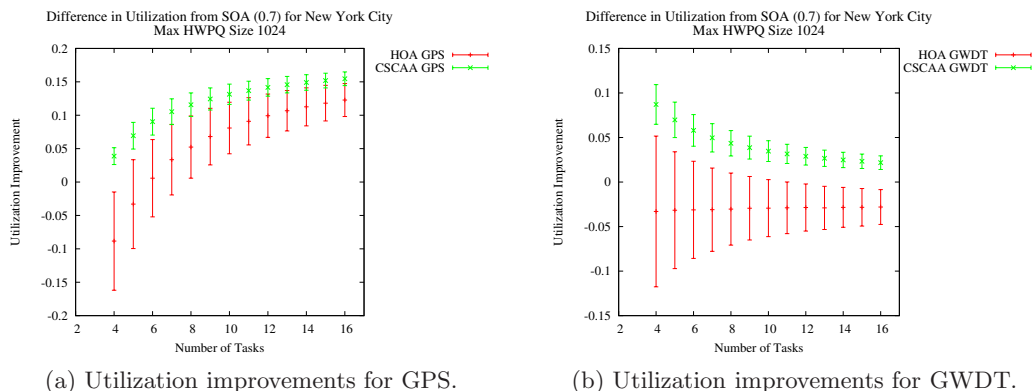 Difference in Utilization from SOA (0.7) for New York City
Max HWPQ Size 1024
HOA GPS
CSCAA GPS
Utilization Improvement
0.2
0.15
0.1
0.05
0
-0.05
-0.1
-0.15
-0.2
2 4 6 8 10 12 14 16
Number of Tasks
(a) Utilization improvements for GPS.
Difference in Utilization from SOA (0.7) for New York City
Max HWPQ Size 1024
HOA GWDT
CSCAA GWDT
Utilization Improvement
0.15
0.1
0.05
0
-0.05
-0.1
-0.15
2 4 6 8 10 12 14 16
Number of Tasks
(b) Utilization improvements for GWDT.